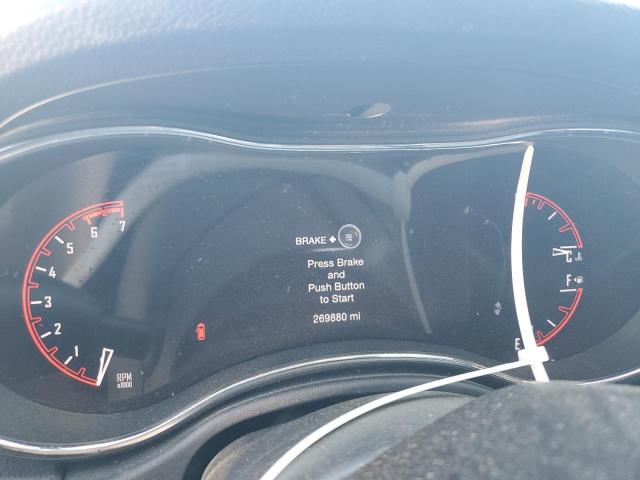 6 7
5
4
3
2
1
RPM
x1000
BRAKE +
Press Brake
and
Push Button
to Start
269880 mi
C
F
E